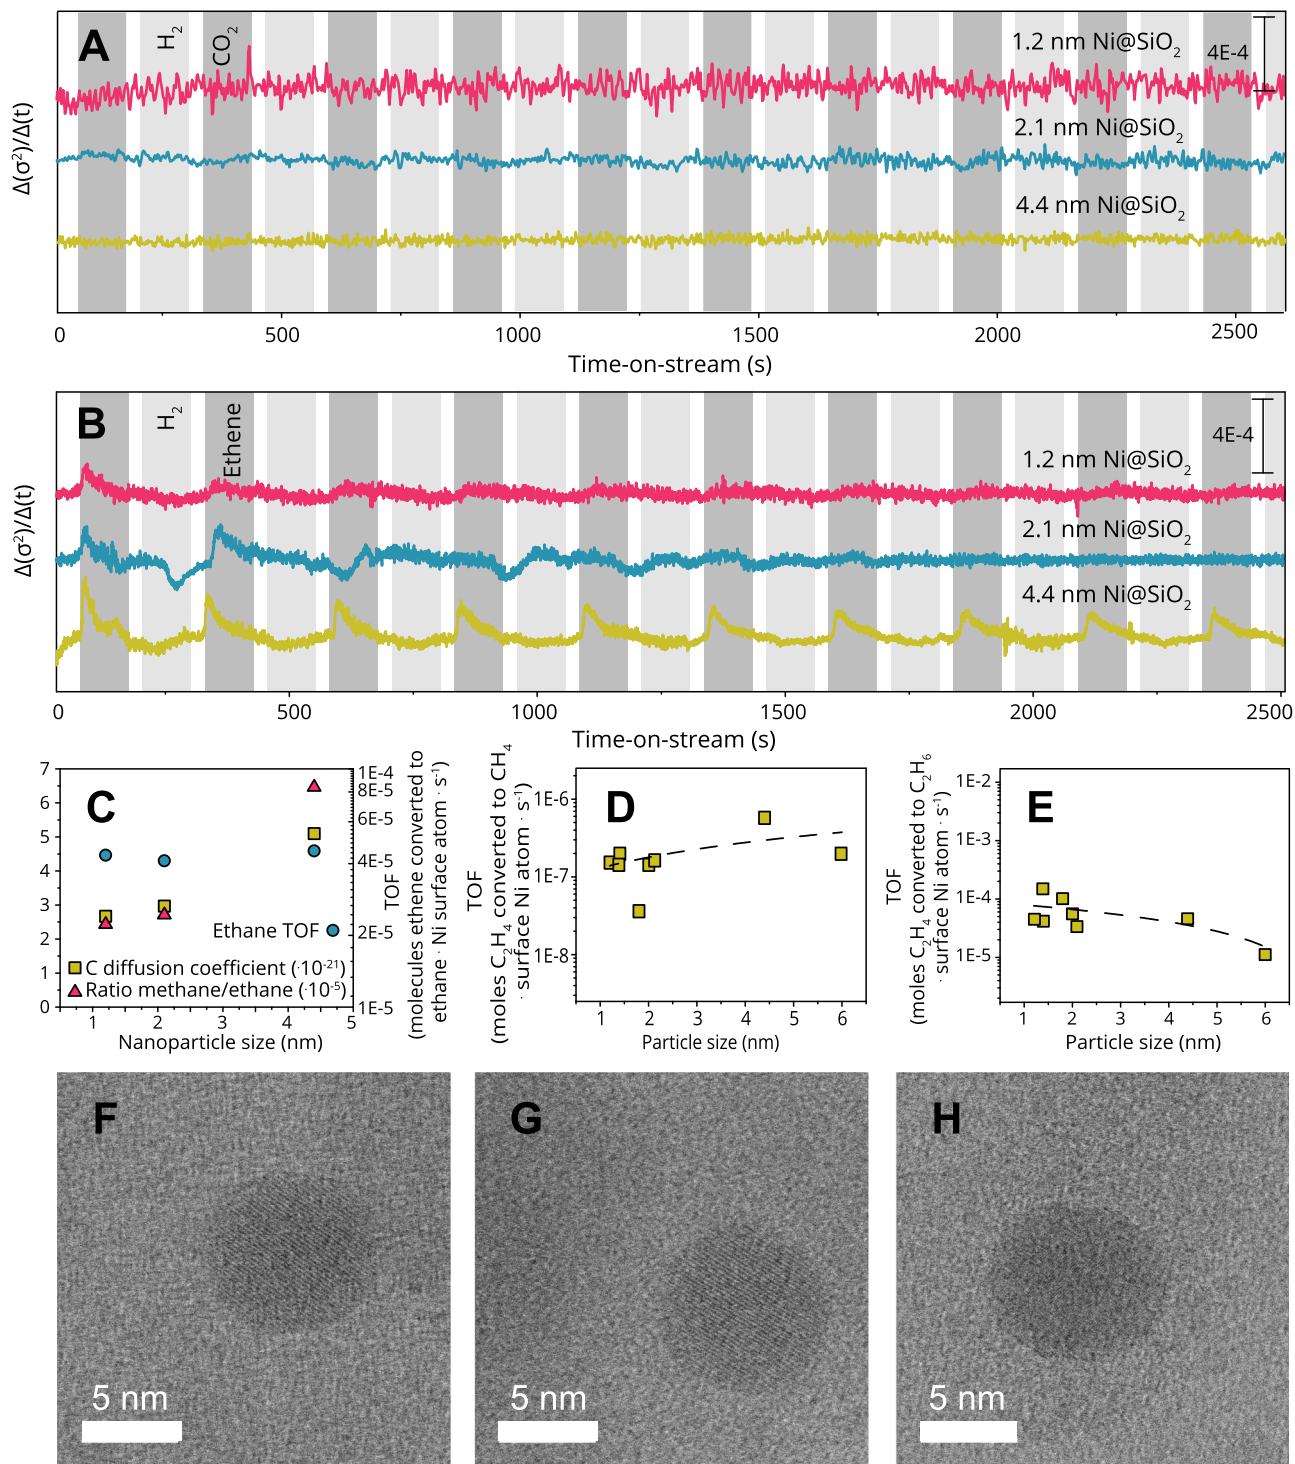 A
H2
CO2
1.2 nm Ni@SiO2
4E-4
2.1 nm Ni@SiO2
4.4 nm Ni@SiO2
Δ(σ²)/Δ(t)
0 500 1000 1500 2000 2500
Time-on-stream (s)
B
H2
Ethene
1.2 nm Ni@SiO2
4E-4
2.1 nm Ni@SiO2
4.4 nm Ni@SiO2
Δ(σ²)/Δ(t)
0 500 1000 1500 2000 2500
Time-on-stream (s)
C
7
6
5
4
3
2
1
0
1E-4
8E-5
6E-5
4E-5
2E-5
1E-5
Ethane TOF
C diffusion coefficient (·10⁻²¹)
Ratio methane/ethane (·10⁻⁵)
1 2 3 4 5
Nanoparticle size (nm)
TOF
(molecules ethene converted to
ethane · Ni surface atom · s⁻¹)
D
TOF
(moles C2H4 converted to CH4
· surface Ni atom · s⁻¹)
1E-6
1E-7
1E-8
1 2 3 4 5 6
Particle size (nm)
E
TOF
(moles C2H4 converted to C2H6
· surface Ni atom · s⁻¹)
1E-2
1E-3
1E-4
1E-5
1 2 3 4 5 6
Particle size (nm)
F
5 nm
G
5 nm
H
5 nm